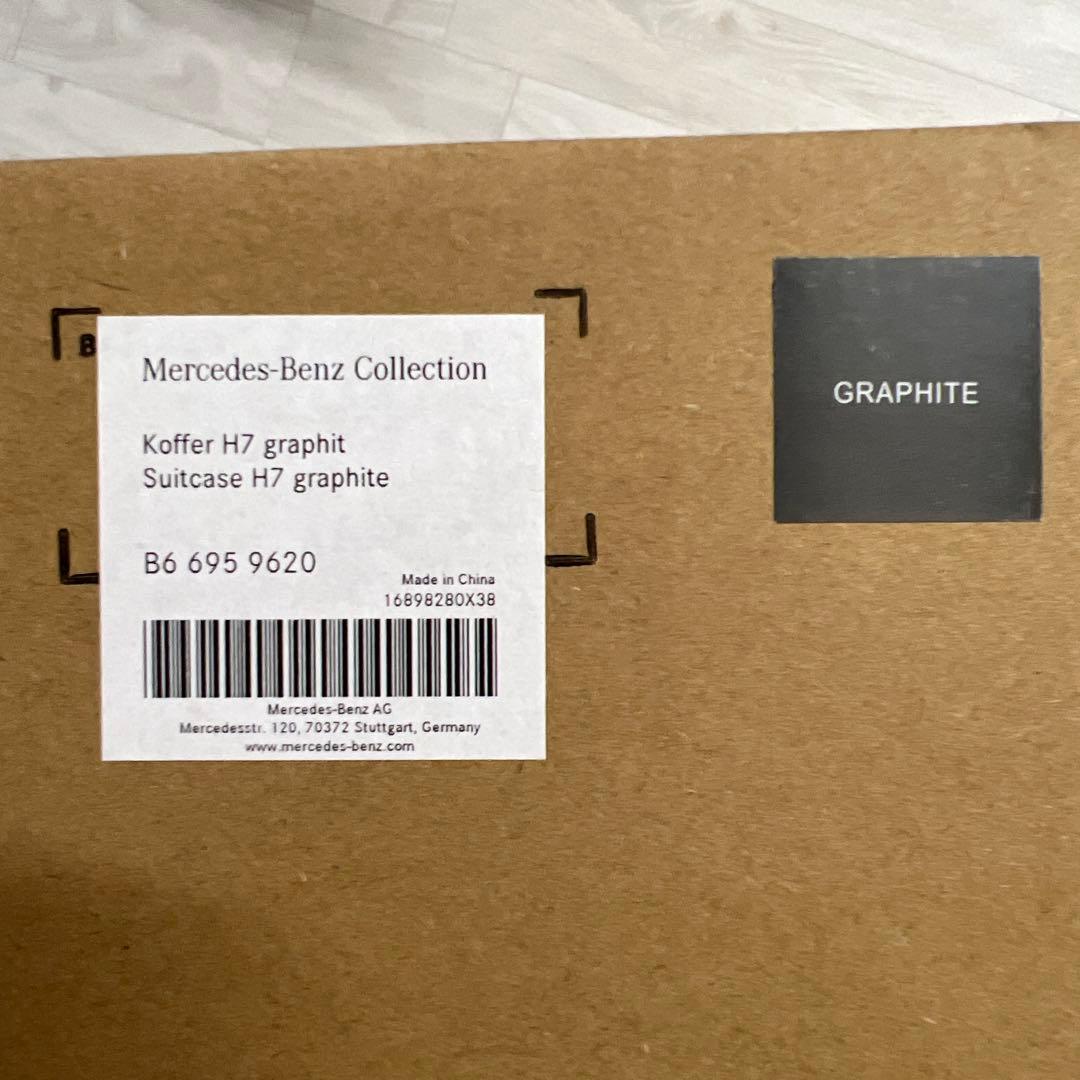 B
Mercedes-Benz Collection
Koffer H7 graphit
Suitcase H7 graphite
B6 695 9620
Made in China
16898280X38
Mercedes-Benz AG
Mercedesstr. 120, 70372 Stuttgart, Germany
www.mercedes-benz.com
GRAPHITE